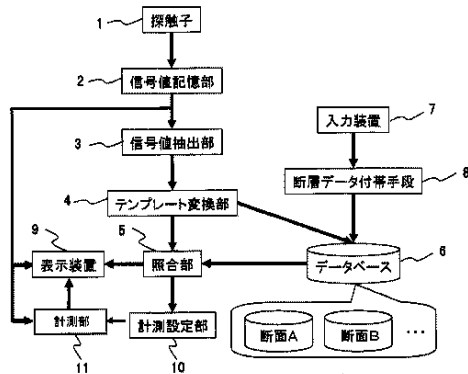 1
探触子
2
信号値記憶部
3
信号値抽出部
7
入力装置
8
断層データ付帯手段
4
テンプレート変換部
9
表示装置
5
照合部
6
データベース
計測部
11
計測設定部
10
断面A
断面B
…